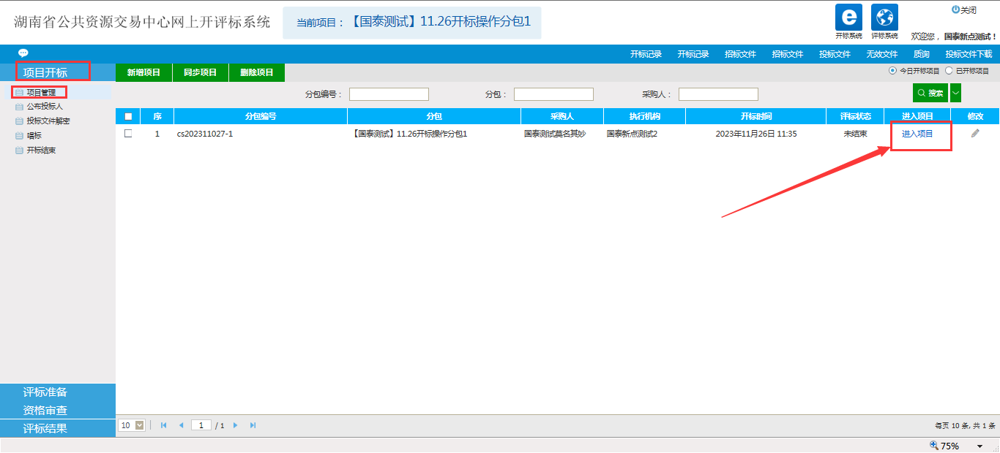 湖南省公共资源交易中心网上开评标系统
当前项目：【国泰测试】11.26开标操作分包1
开标系统 评标系统
关闭
欢迎您， 国泰新点测试！
开标记录 开标记录 招标文件 招标文件 投标文件 无效文件 质询 投标文件下载
项目开标
新增项目 同步项目 删除项目
今日开标项目 已开标项目
项目管理
公布投标人
投标文件解密
唱标
开标结束
分包编号： 分包： 采购人： 搜索
序 分包编号 分包 采购人 执行机构 开标时间 评标状态 进入项目 修改
1 cs202311027-1 【国泰测试】11.26开标操作分包1 国泰测试莫名其妙 国泰新点测试2 2023年11月26日 11:35 未结束 进入项目
评标准备
资格审查
评标结果
10 1 / 1 每页 10 条, 共 1 条
75%